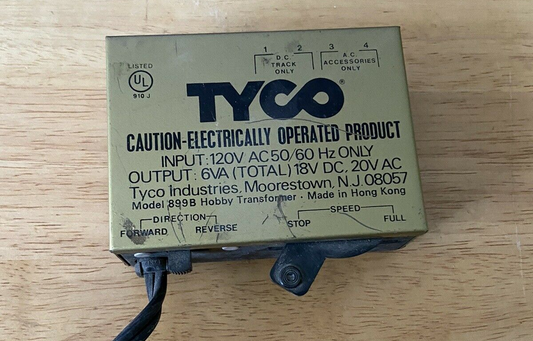 LISTED
UL
910 J
1 2 3 4
D.C.
TRACK
ONLY
A.C.
ACCESSORIES
ONLY
TYCO®
CAUTION-ELECTRICALLY OPERATED PRODUCT
INPUT: 120V AC 50/60 Hz ONLY
OUTPUT: 6VA (TOTAL) 18V DC, 20V AC
Tyco Industries, Moorestown, N.J. 08057
Model 899B Hobby Transformer · Made in Hong Kong
DIRECTION
FORWARD REVERSE
SPEED
STOP FULL